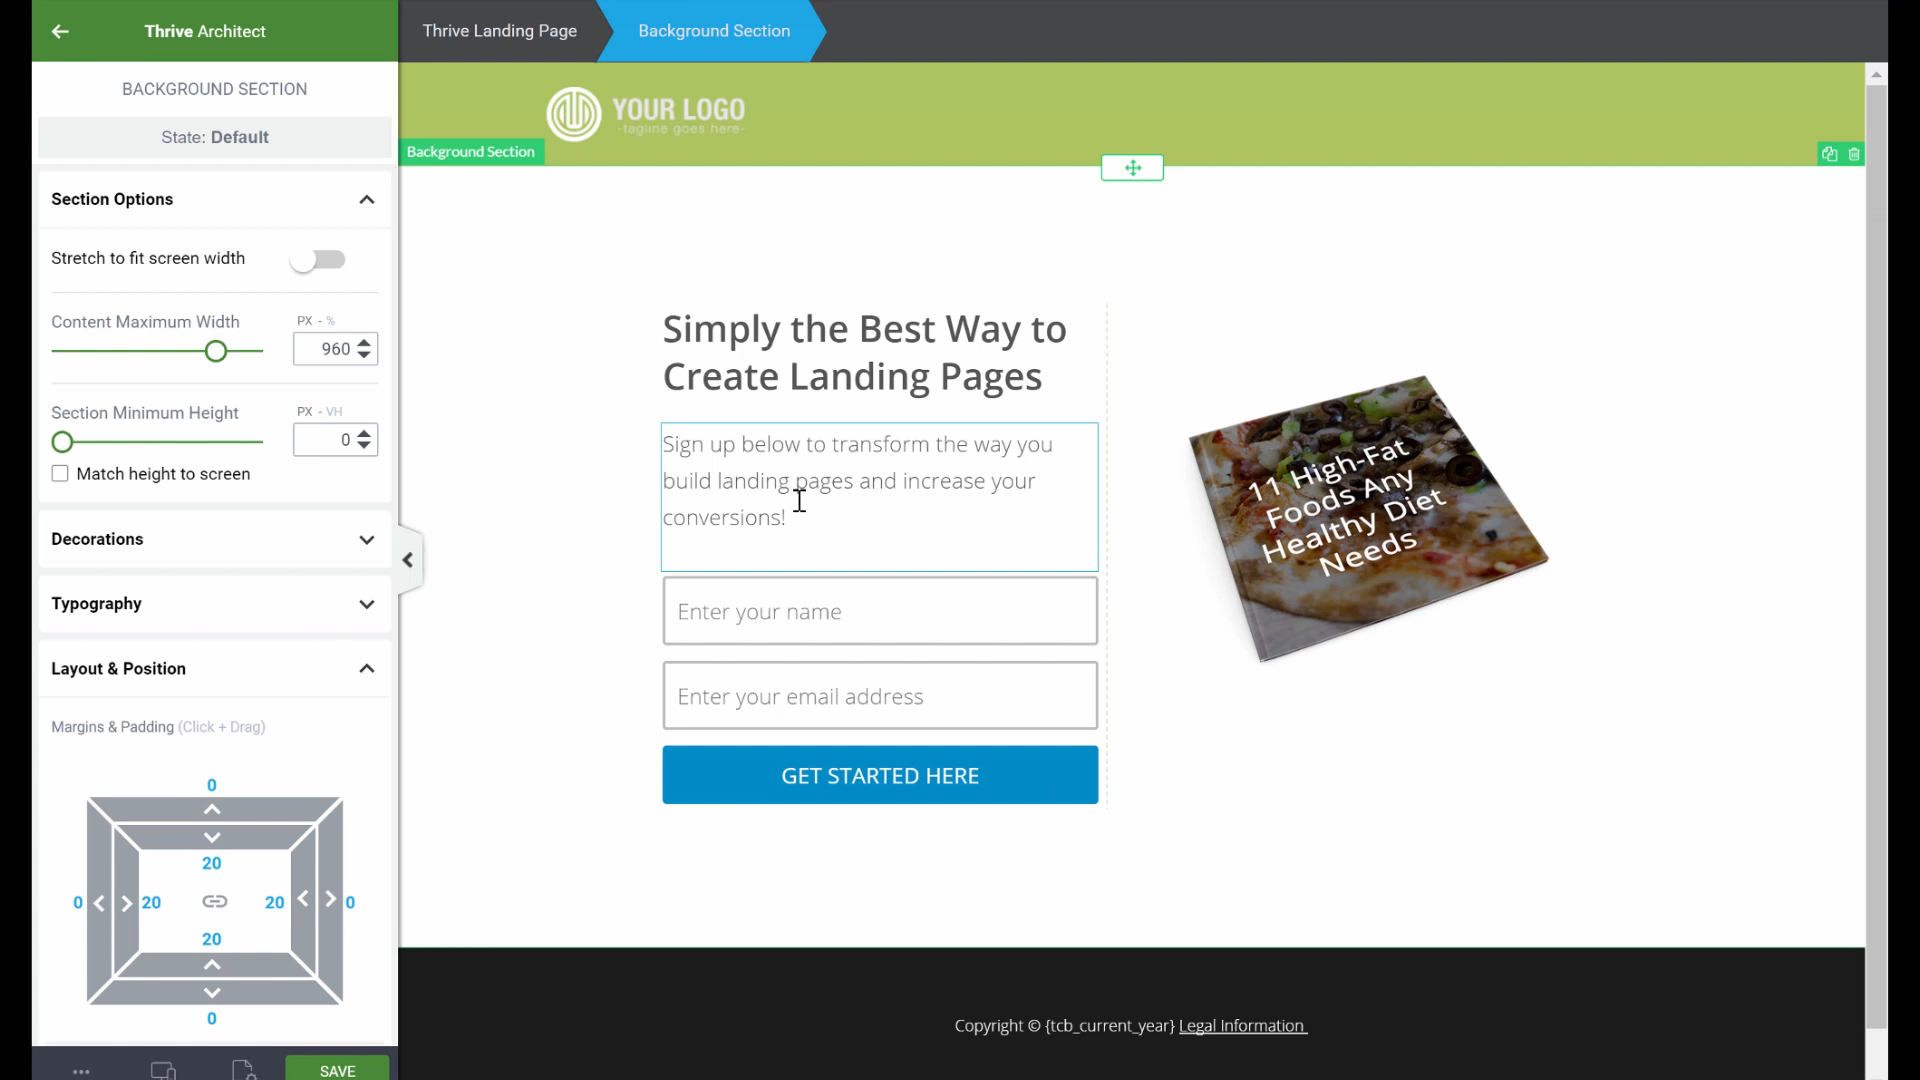 Thrive Architect
Thrive Landing Page
Background Section
BACKGROUND SECTION
State: Default
Section Options
Stretch to fit screen width
Content Maximum Width
PX - %
960
Section Minimum Height
PX - VH
0
Match height to screen
Decorations
Typography
Layout & Position
Margins & Padding (Click + Drag)
0
20
0
20
20
0
20
0
SAVE
YOUR LOGO
-tagline goes here-
Background Section
Simply the Best Way to
Create Landing Pages
Sign up below to transform the way you
build landing pages and increase your
conversions!
Enter your name
Enter your email address
GET STARTED HERE
11 High-Fat
Foods Any
Healthy Diet
Needs
Copyright © {tcb_current_year} Legal Information